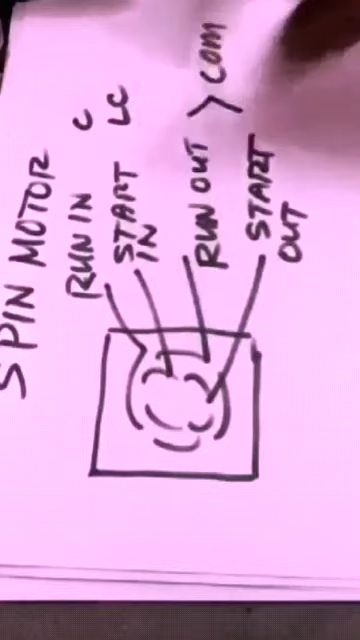 SPIN MOTOR
RUN IN C
START IN LC
RUN OUT > COM
START OUT